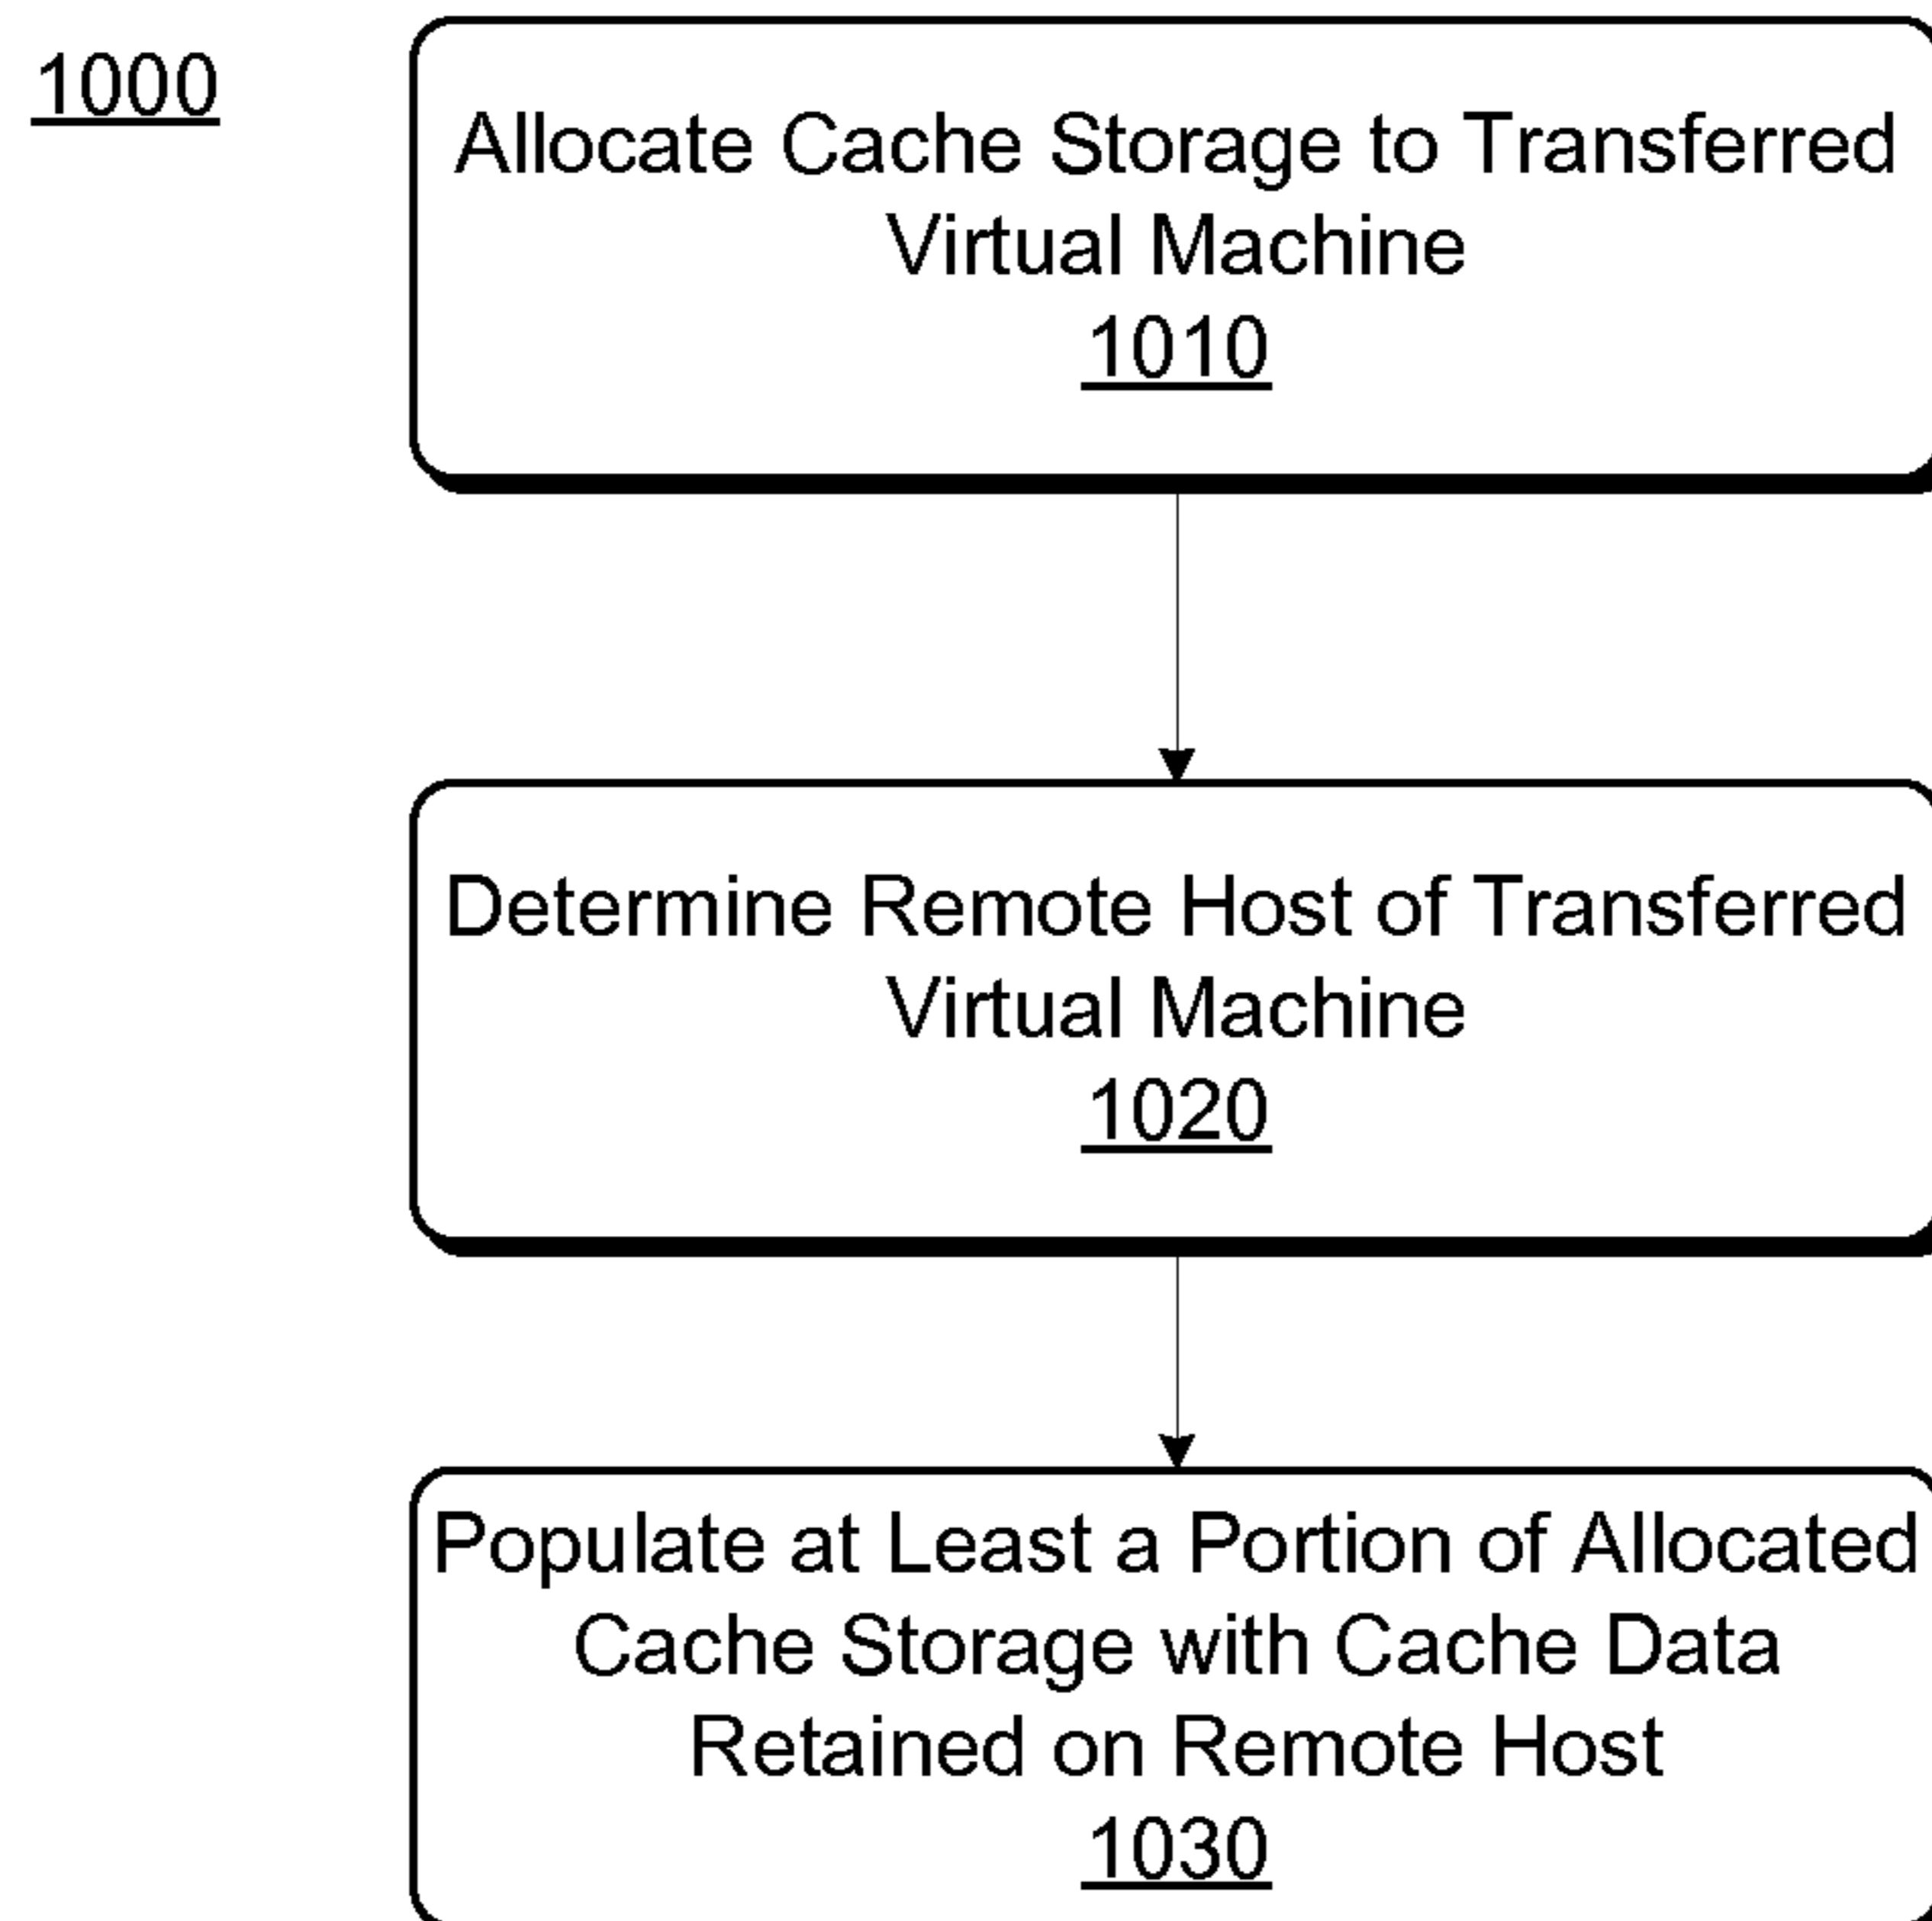 1000
Allocate Cache Storage to Transferred
Virtual Machine
1010
Determine Remote Host of Transferred
Virtual Machine
1020
Populate at Least a Portion of Allocated
Cache Storage with Cache Data
Retained on Remote Host
1030